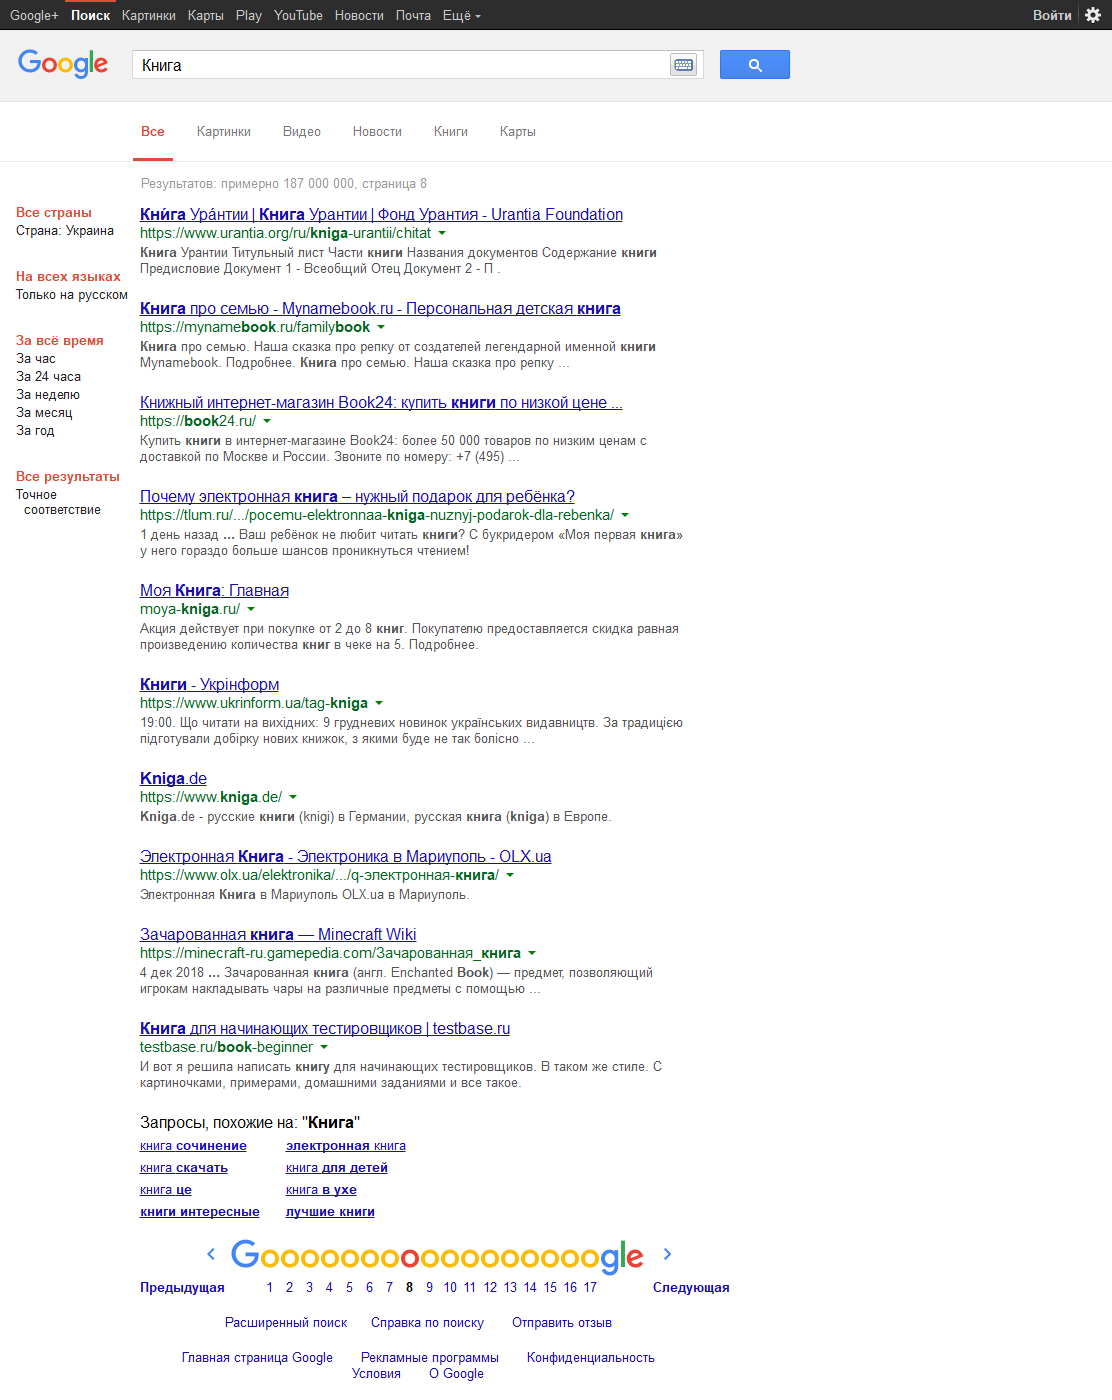 Google+ Поиск Картинки Карты Play YouTube Новости Почта Ещё Войти
Google Книга
Все Картинки Видео Новости Книги Карты
Результатов: примерно 187 000 000, страница 8
Все страны
Страна: Украина
На всех языках
Только на русском
За всё время
За час
За 24 часа
За неделю
За месяц
За год
Все результаты
Точное
соответствие
Кни́га Ура́нтии | Книга Урантии | Фонд Урантия - Urantia Foundation
https://www.urantia.org/ru/kniga-urantii/chitat
Книга Урантии Титульный лист Части книги Названия документов Содержание книги
Предисловие Документ 1 - Всеобщий Отец Документ 2 - П .
Книга про семью - Mynamebook.ru - Персональная детская книга
https://mynamebook.ru/familybook
Книга про семью. Наша сказка про репку от создателей легендарной именной книги
Mynamebook. Подробнее. Книга про семью. Наша сказка про репку ...
Книжный интернет-магазин Book24: купить книги по низкой цене ...
https://book24.ru/
Купить книги в интернет-магазине Book24: более 50 000 товаров по низким ценам с
доставкой по Москве и России. Звоните по номеру: +7 (495) ...
Почему электронная книга – нужный подарок для ребёнка?
https://tlum.ru/.../pocemu-elektronnaa-kniga-nuznyj-podarok-dla-rebenka/
1 день назад ... Ваш ребёнок не любит читать книги? С букридером «Моя первая книга»
у него гораздо больше шансов проникнуться чтением!
Моя Книга: Главная
moya-kniga.ru/
Акция действует при покупке от 2 до 8 книг. Покупателю предоставляется скидка равная
произведению количества книг в чеке на 5. Подробнее.
Книги - Укрінформ
https://www.ukrinform.ua/tag-kniga
19:00. Що читати на вихідних: 9 грудневих новинок українських видавництв. За традицією
підготували добірку нових книжок, з якими буде не так болісно ...
Kniga.de
https://www.kniga.de/
Kniga.de - русские книги (knigi) в Германии, русская книга (kniga) в Европе.
Электронная Книга - Электроника в Мариуполь - OLX.ua
https://www.olx.ua/elektronika/.../q-электронная-книга/
Электронная Книга в Мариуполь OLX.ua в Мариуполь.
Зачарованная книга — Minecraft Wiki
https://minecraft-ru.gamepedia.com/Зачарованная_книга
4 дек 2018 ... Зачарованная книга (англ. Enchanted Book) — предмет, позволяющий
игрокам накладывать чары на различные предметы с помощью ...
Книга для начинающих тестировщиков | testbase.ru
testbase.ru/book-beginner
И вот я решила написать книгу для начинающих тестировщиков. В таком же стиле. С
картиночками, примерами, домашними заданиями и все такое.
Запросы, похожие на: "Книга"
книга сочинение электронная книга
книга скачать книга для детей
книга це книга в ухе
книги интересные лучшие книги
Goooooooooooooooooogle
Предыдущая 1 2 3 4 5 6 7 8 9 10 11 12 13 14 15 16 17 Следующая
Расширенный поиск Справка по поиску Отправить отзыв
Главная страница Google Рекламные программы Конфиденциальность
Условия О Google